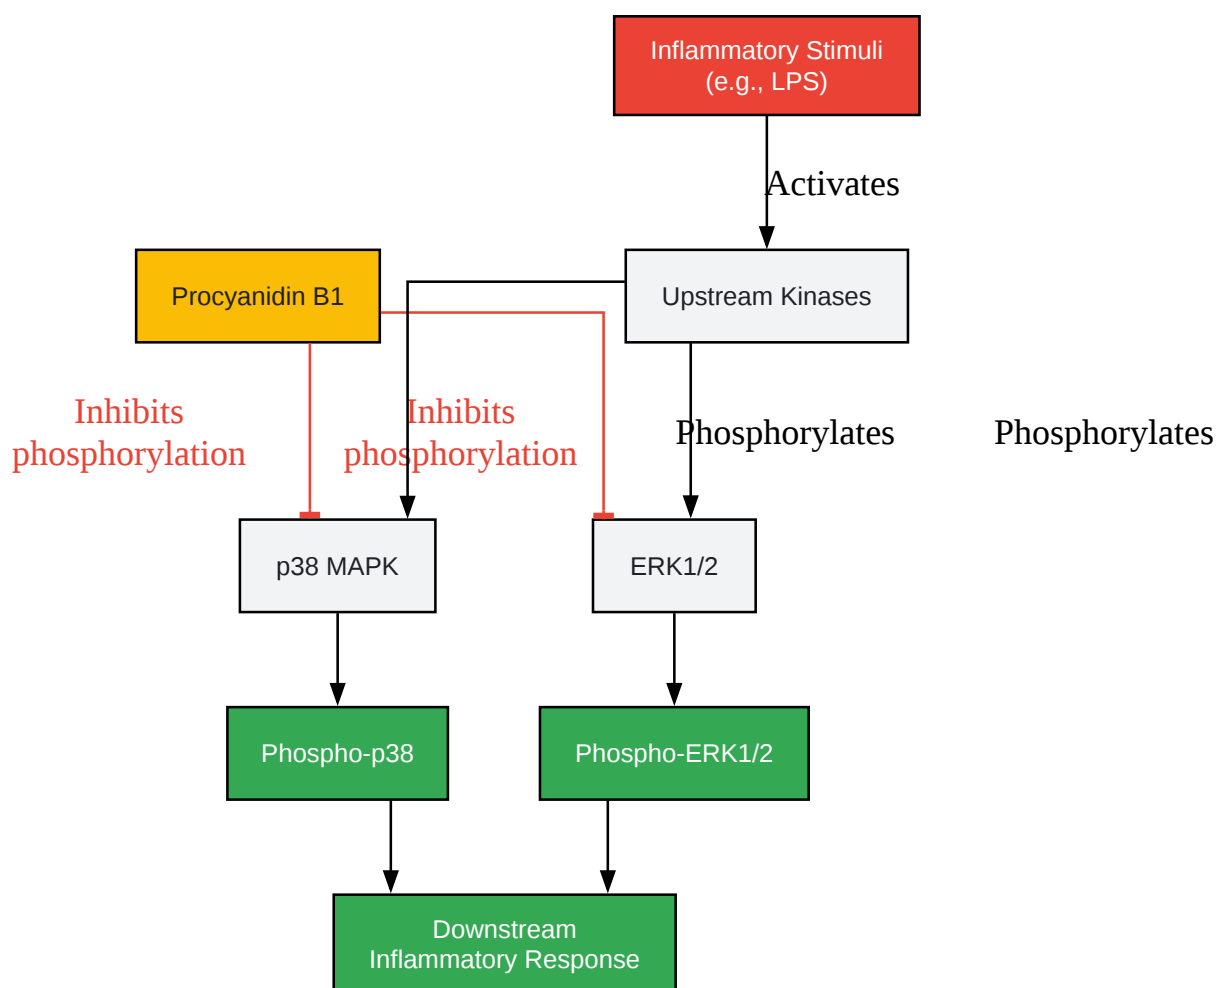 Inflammatory Stimuli
(e.g., LPS)
Activates
Procyanidin B1
Upstream Kinases
Inhibits
phosphorylation
Inhibits
phosphorylation
Phosphorylates
Phosphorylates
p38 MAPK
ERK1/2
Phospho-p38
Phospho-ERK1/2
Downstream
Inflammatory Response